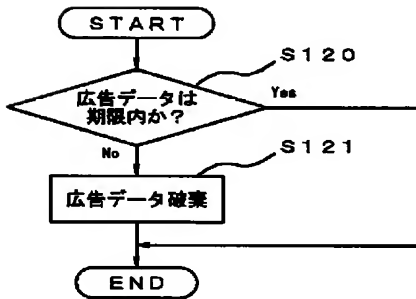 START
S120
広告データは
期限内か?
Yes
No
S121
広告データ破棄
END